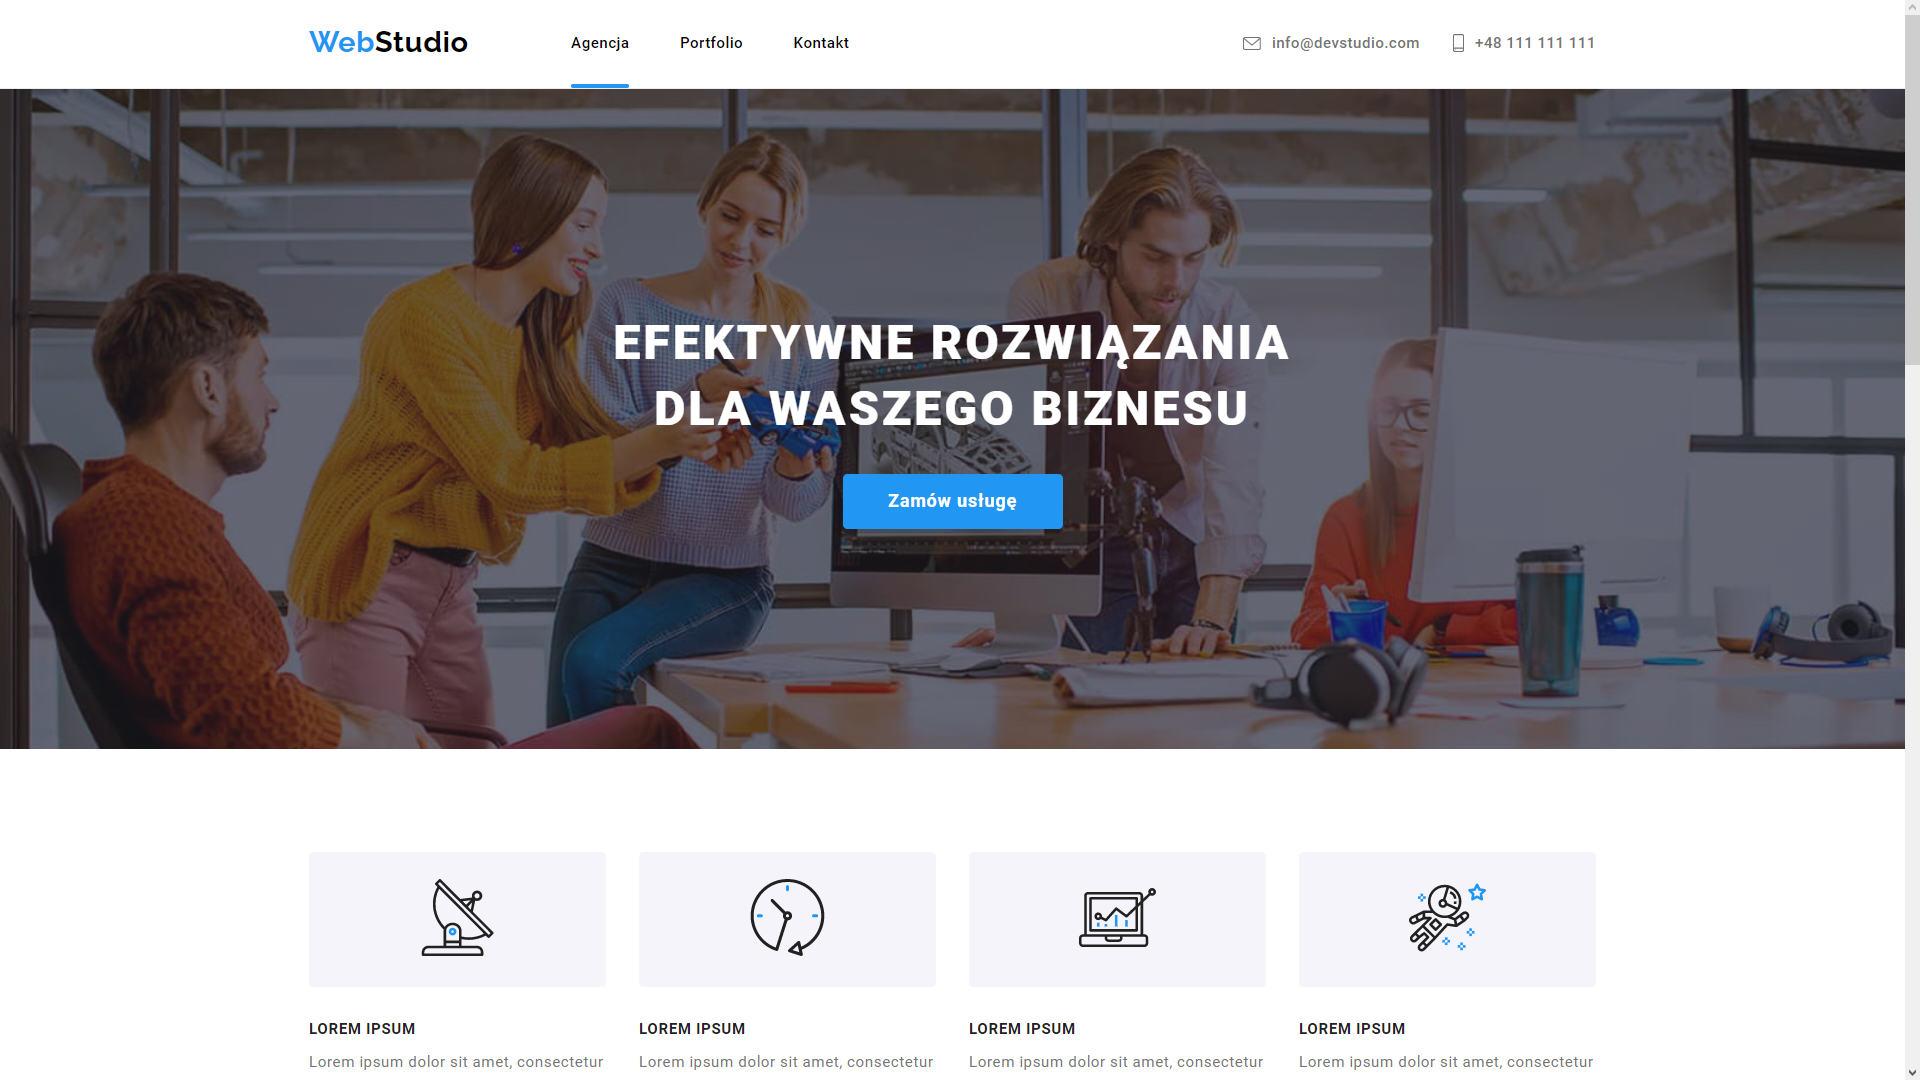 WebStudio
Agencja
Portfolio
Kontakt
info@devstudio.com
+48 111 111 111
EFEKTYWNE ROZWIĄZANIA
DLA WASZEGO BIZNESU
Zamów usługę
LOREM IPSUM
Lorem ipsum dolor sit amet, consectetur
LOREM IPSUM
Lorem ipsum dolor sit amet, consectetur
LOREM IPSUM
Lorem ipsum dolor sit amet, consectetur
LOREM IPSUM
Lorem ipsum dolor sit amet, consectetur